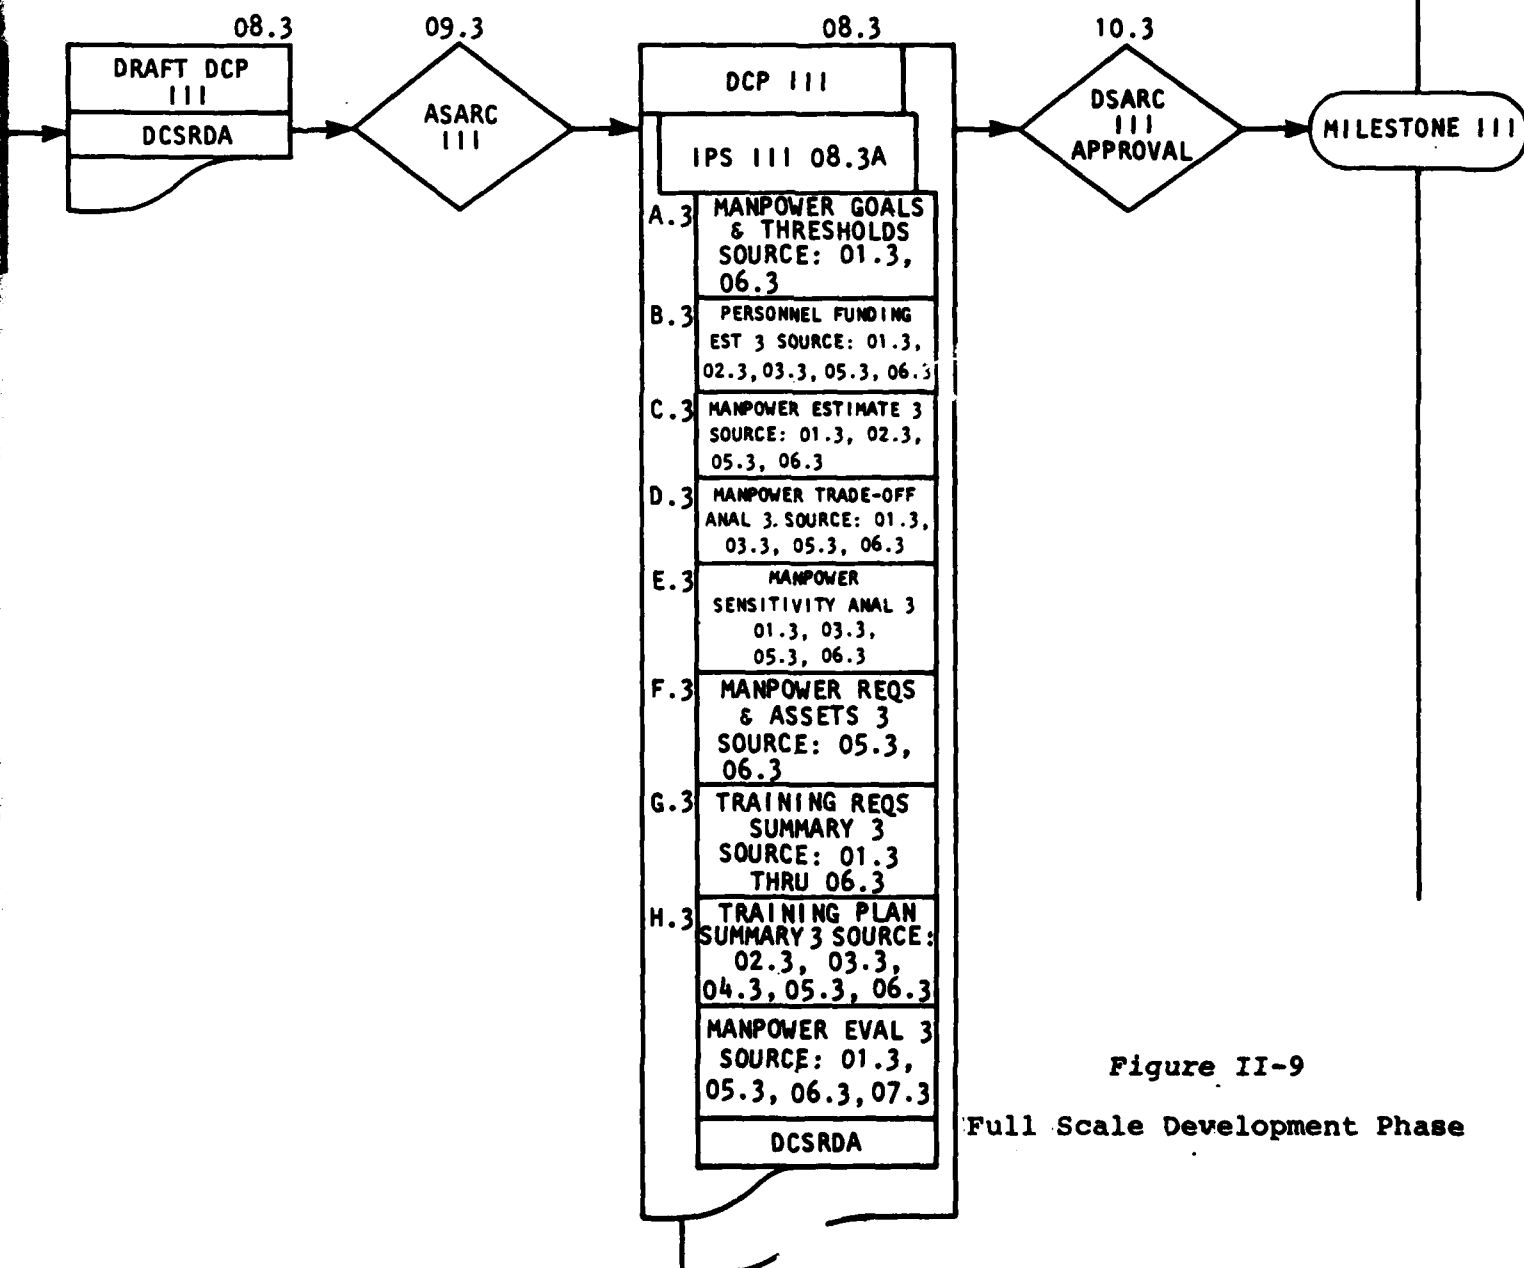 08.3
DRAFT DCP
III
DCSRDA
09.3
ASARC
III
08.3
DCP III
IPS III 08.3A
A.3
MANPOWER GOALS
& THRESHOLDS
SOURCE: 01.3,
06.3
B.3
PERSONNEL FUNDING
EST 3 SOURCE: 01.3,
02.3, 03.3, 05.3, 06.3
C.3
MANPOWER ESTIMATE 3
SOURCE: 01.3, 02.3,
05.3, 06.3
D.3
MANPOWER TRADE-OFF
ANAL 3. SOURCE: 01.3,
03.3, 05.3, 06.3
E.3
MANPOWER
SENSITIVITY ANAL 3
01.3, 03.3,
05.3, 06.3
F.3
MANPOWER REQS
& ASSETS 3
SOURCE: 05.3,
06.3
G.3
TRAINING REQS
SUMMARY 3
SOURCE: 01.3
THRU 06.3
H.3
TRAINING PLAN
SUMMARY 3 SOURCE:
02.3, 03.3,
04.3, 05.3, 06.3
MANPOWER EVAL 3
SOURCE: 01.3,
05.3, 06.3, 07.3
DCSRDA
10.3
DSARC
III
APPROVAL
MILESTONE III
Figure II-9
Full Scale Development Phase